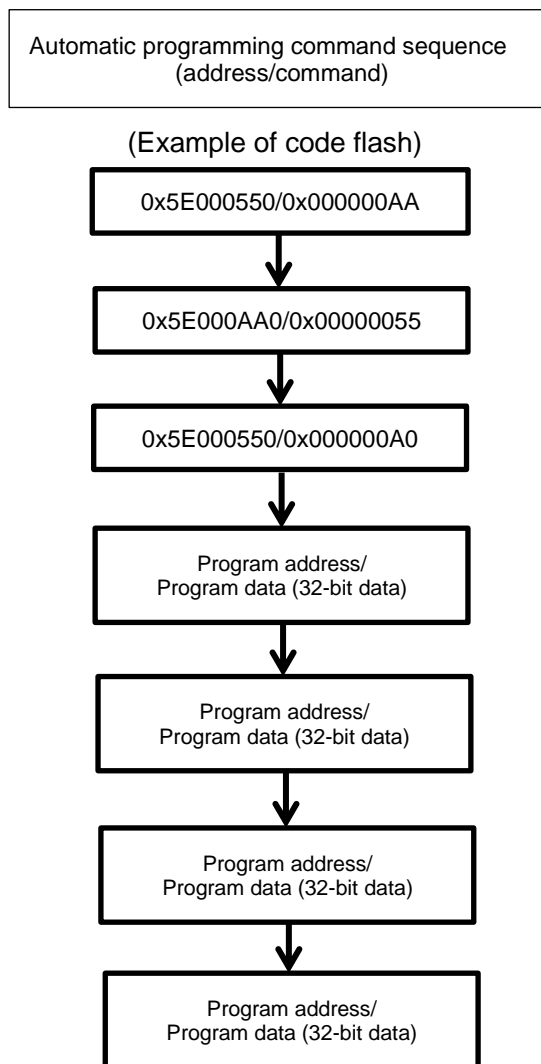 Automatic programming command sequence
(address/command)
(Example of code flash)
0x5E000550/0x000000AA
0x5E000AA0/0x00000055
0x5E000550/0x000000A0
Program address/
Program data (32-bit data)
Program address/
Program data (32-bit data)
Program address/
Program data (32-bit data)
Program address/
Program data (32-bit data)